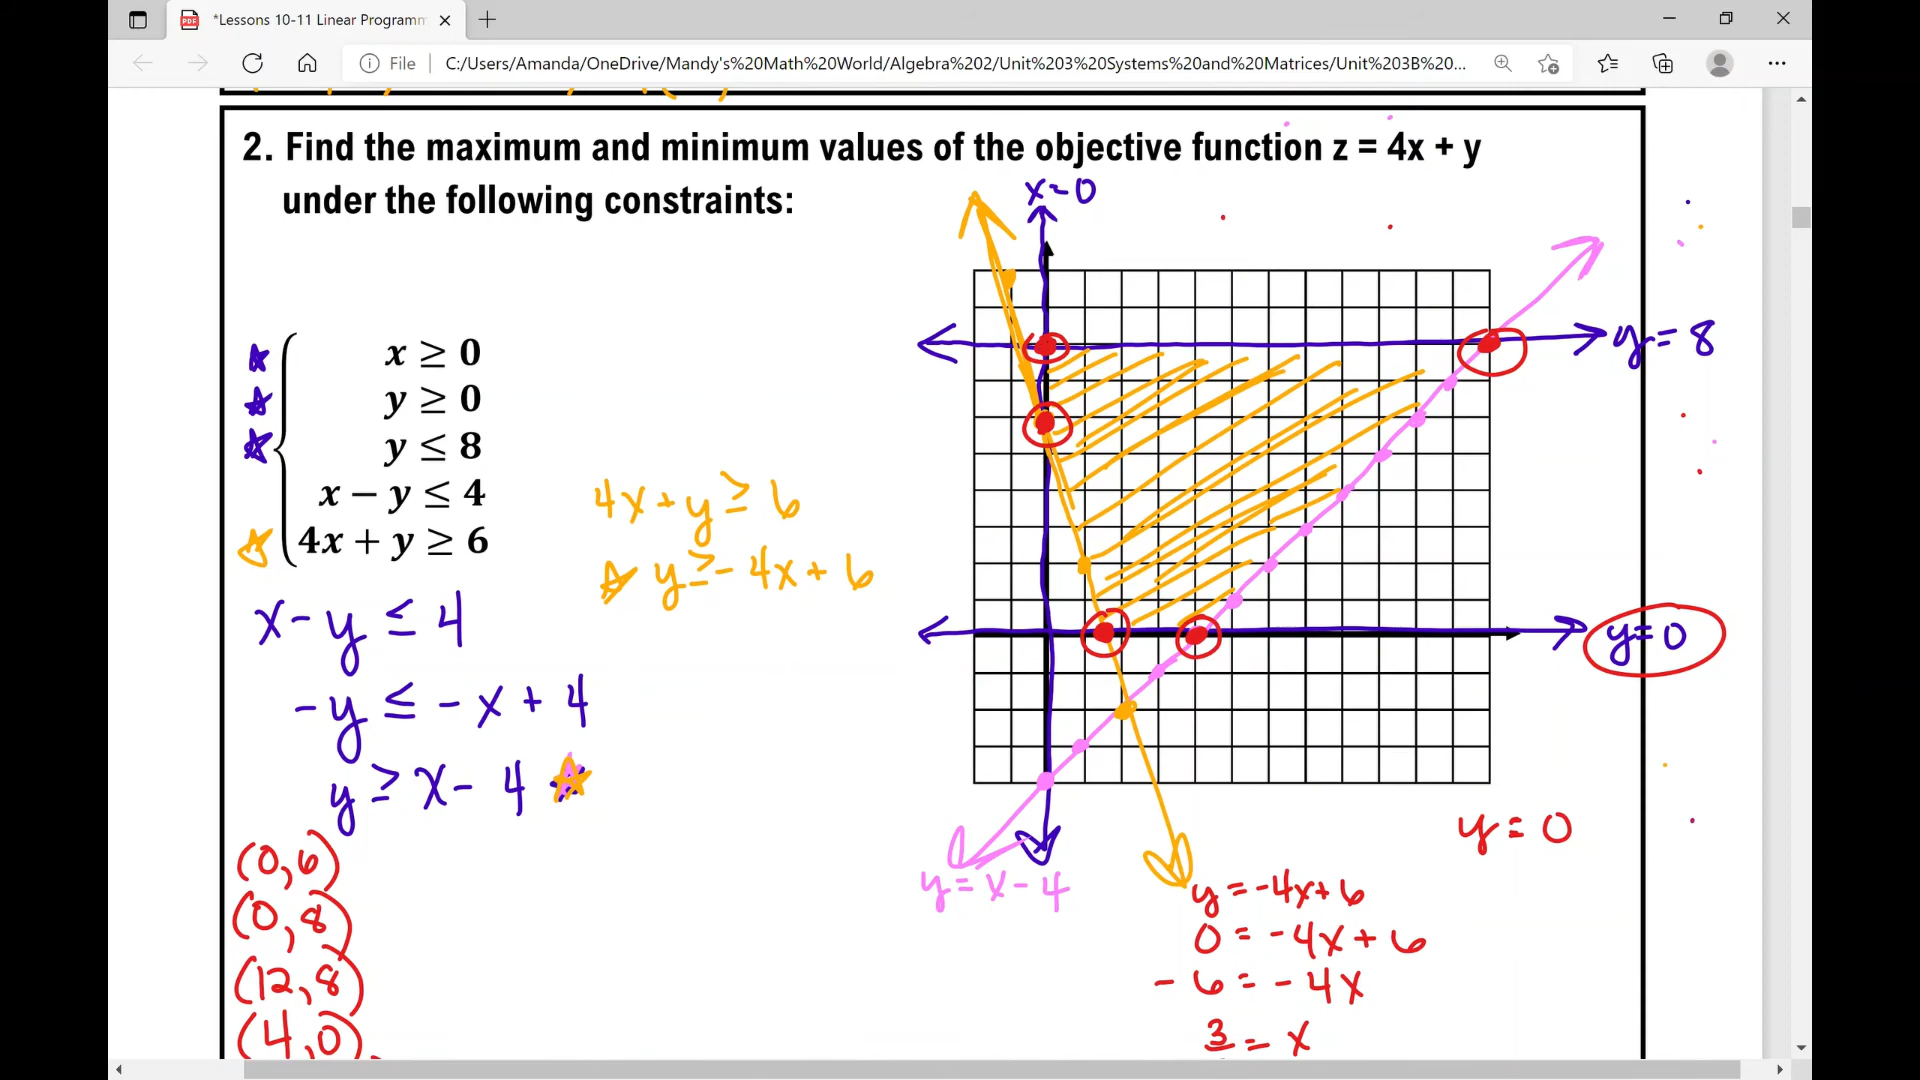 *Lessons 10-11 Linear Programm
File
C:/Users/Amanda/OneDrive/Mandy's%20Math%20World/Algebra%202/Unit%203%20Systems%20and%20Matrices/Unit%203B%20...
2. Find the maximum and minimum values of the objective function z = 4x + y
under the following constraints:
x = 0
y = 8
x ≥ 0
y ≥ 0
y ≤ 8
x − y ≤ 4
4x + y ≥ 6
4x + y ≥ 6
y ≥ - 4x + 6
x - y ≤ 4
-y ≤ -x + 4
y ≥ x - 4
y = 0
y = 0
y = x - 4
(0,6)
(0,8)
(12,8)
(4,0)
y = -4x + 6
0 = -4x + 6
-6 = -4x
3 = x